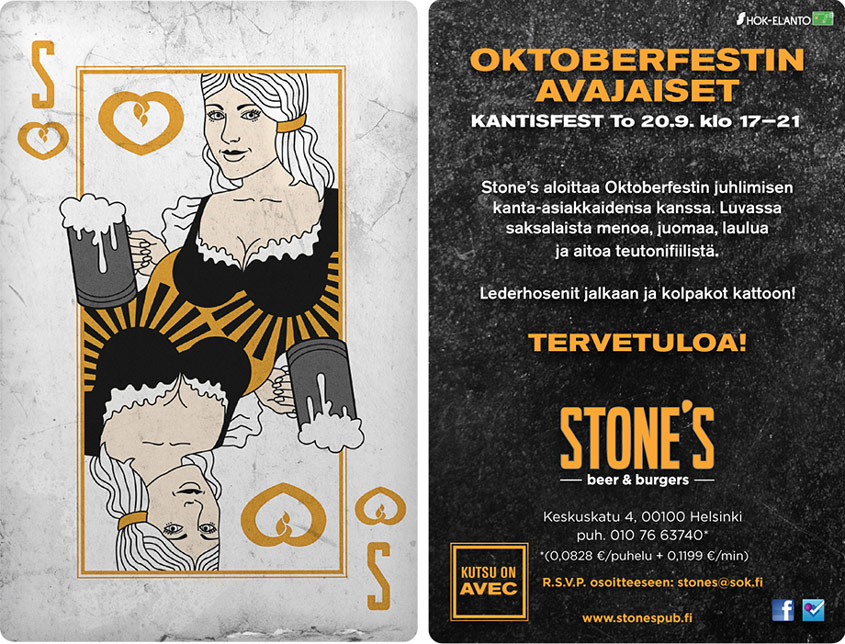 S
S
HOK-ELANTO
OKTOBERFESTIN
AVAJAISET
KANTISFEST To 20.9. klo 17–21
Stone's aloittaa Oktoberfestin juhlimisen
kanta-asiakkaidensa kanssa. Luvassa
saksalaista menoa, juomaa, laulua
ja aitoa teutonifiilistä.
Lederhosenit jalkaan ja kolpakot kattoon!
TERVETULOA!
STONE'S
beer & burgers
Keskuskatu 4, 00100 Helsinki
puh. 010 76 63740*
*(0,0828 €/puhelu + 0,1199 €/min)
KUTSU ON
AVEC
R.S.V.P. osoitteeseen: stones@sok.fi
www.stonespub.fi
f